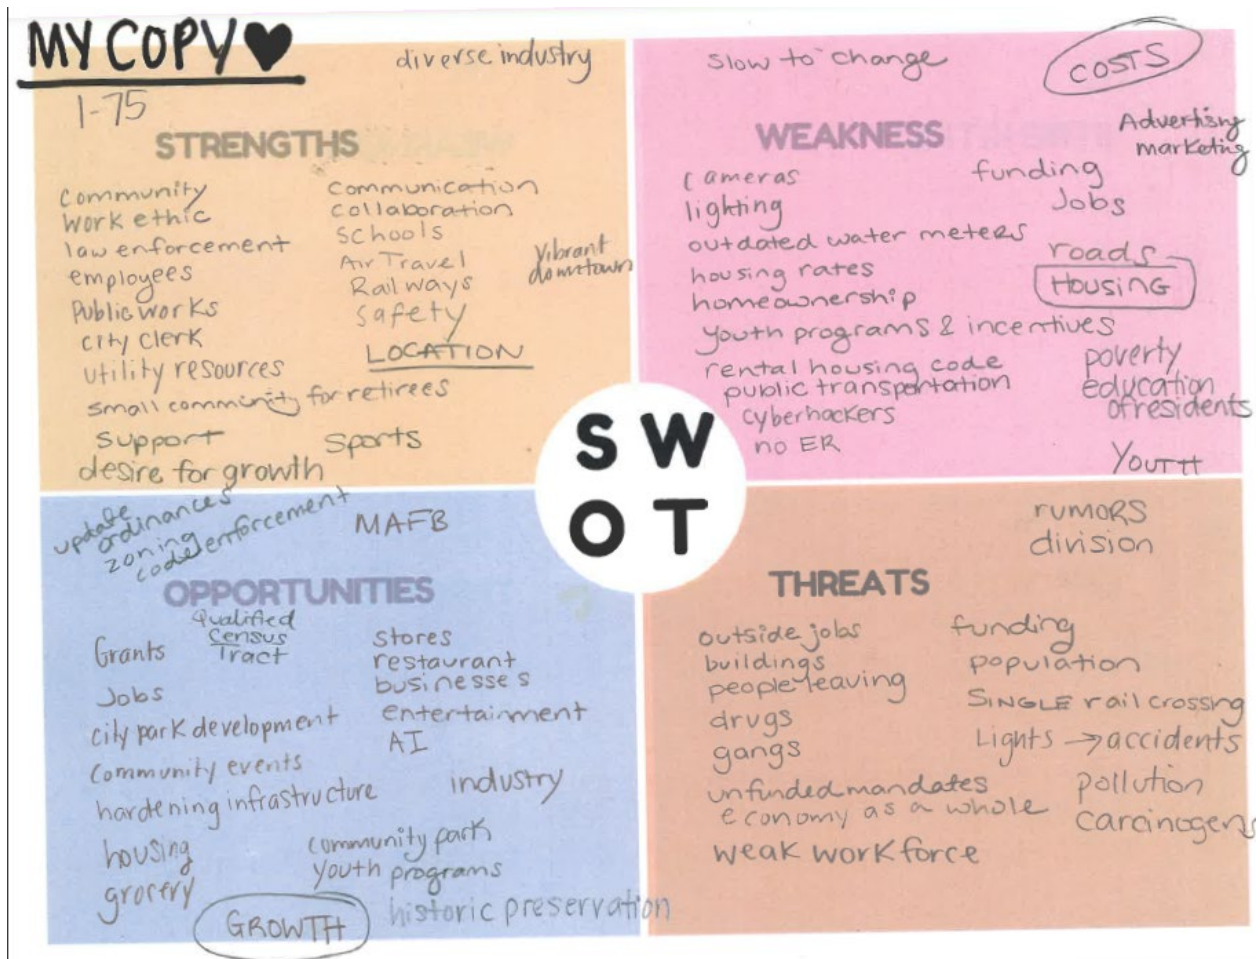 MY COPY ♥
diverse industry
1-75
STRENGTHS
community
work ethic
law enforcement
employees
Public works
city clerk
utility resources
small community for retirees
support
desire for growth
communication
collaboration
schools
Air Travel
Railways
safety
LOCATION
sports
vibrant
downtown
slow to change
COSTS
Advertising
marketing
WEAKNESS
cameras
lighting
outdated water meters
housing rates
homeownership
youth programs & incentives
rental housing code
public transportation
cyberhackers
no ER
funding
Jobs
roads
HOUSING
poverty
education
of residents
YOUTH
S W
O T
update
ordinances
zoning
code enforcement
MAFB
OPPORTUNITIES
Qualified
Census
Tract
Grants
Jobs
city park development
community events
hardening infrastructure
housing
grocery
GROWTH
stores
restaurant
businesses
entertainment
AI
industry
community park
youth programs
historic preservation
rumors
division
THREATS
outside jobs
buildings
people leaving
drugs
gangs
unfunded mandates
economy as a whole
weak workforce
funding
population
SINGLE rail crossing
Lights → accidents
pollution
carcinogens